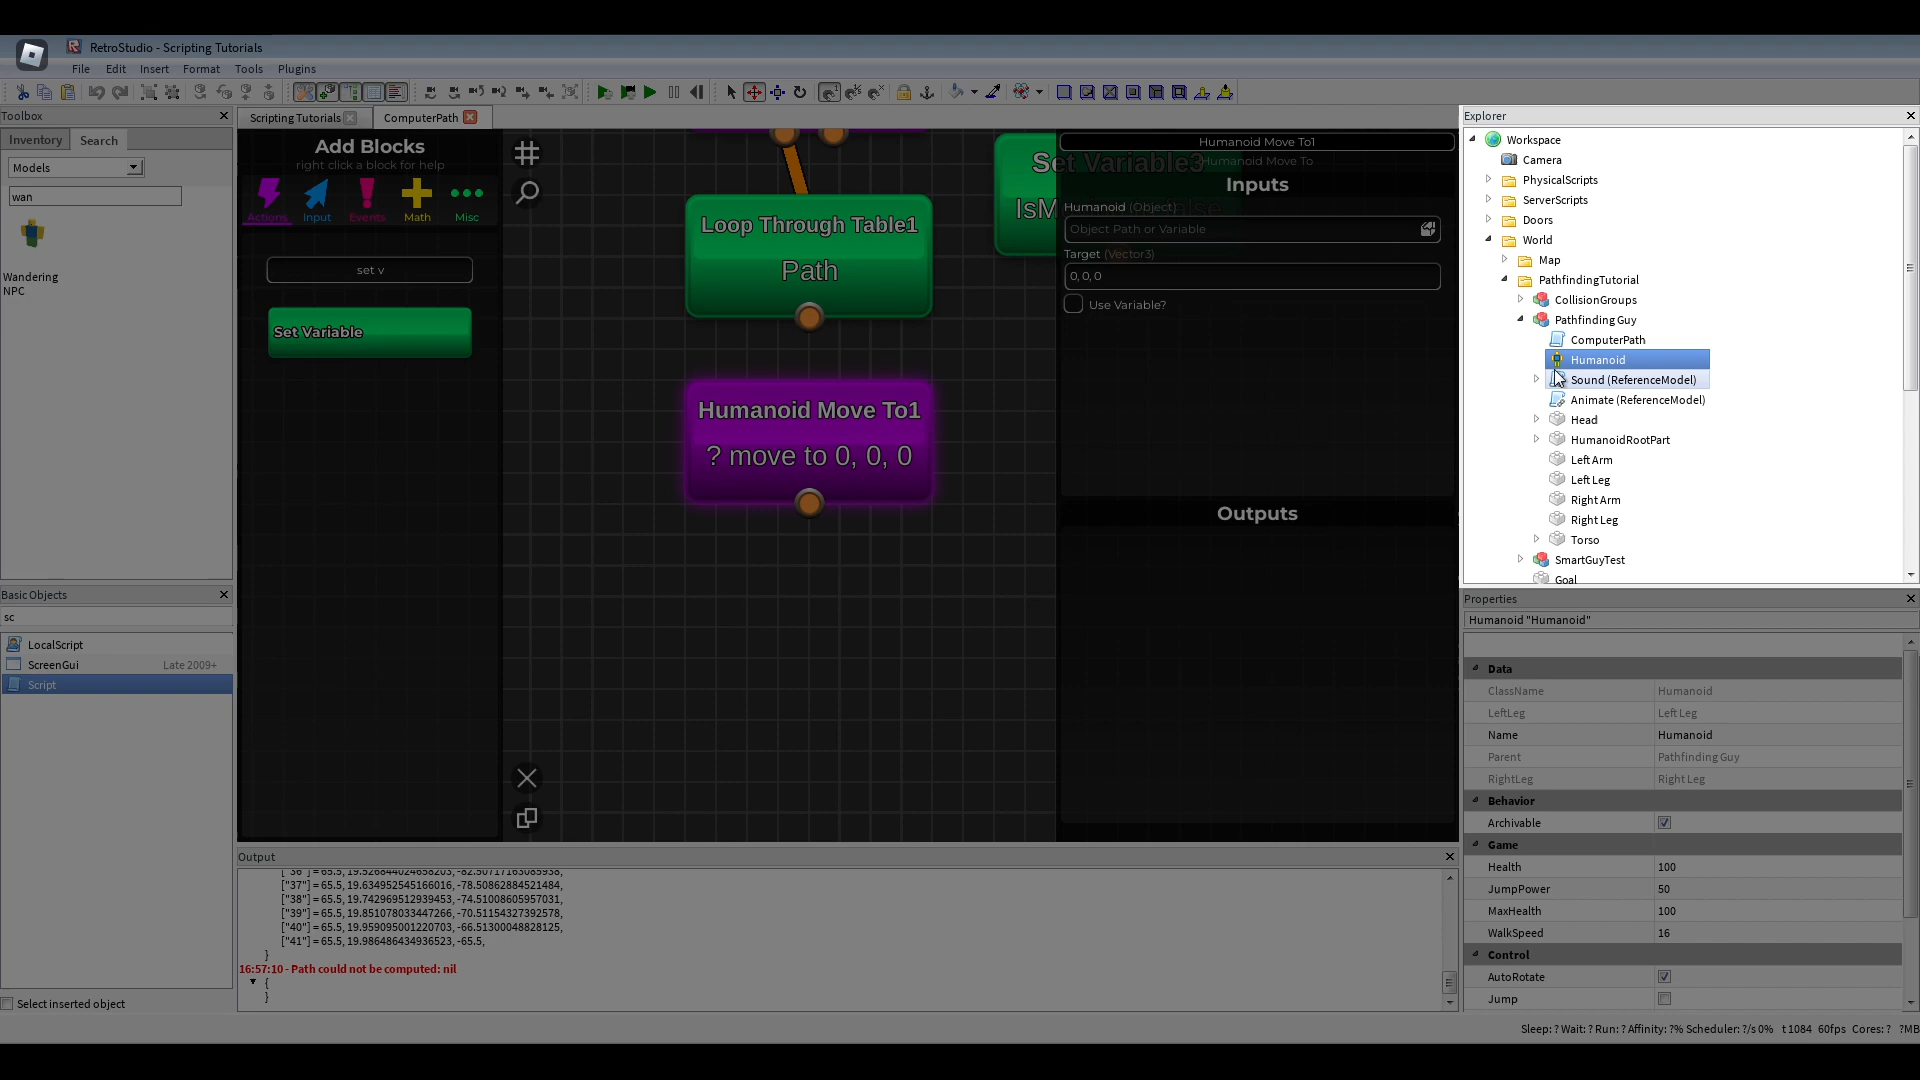 RetroStudio - Scripting Tutorials
File Edit Insert Format Tools Plugins
Toolbox
Inventory Search
Models
wan
Wandering
NPC
Basic Objects
sc
LocalScript
ScreenGui Late 2009+
Script
Select inserted object
Scripting Tutorials ComputerPath
Add Blocks
right click a block for help
Actions Input Events Math Misc
set v
Set Variable
Loop Through Table1
Path
Humanoid Move To1
? move to 0, 0, 0
Set Variable3
Humanoid Move To1
Humanoid Move To
Inputs
Humanoid (Object)
Object Path or Variable
Target (Vector3)
0, 0, 0
Use Variable?
Outputs
Output
["36"] = 65.5, 19.526844024658203, -82.50717163085938,
["37"] = 65.5, 19.634952545166016, -78.50862884521484,
["38"] = 65.5, 19.742969512939453, -74.51008605957031,
["39"] = 65.5, 19.851078033447266, -70.51154327392578,
["40"] = 65.5, 19.959095001220703, -66.51300048828125,
["41"] = 65.5, 19.986486434936523, -65.5,
}
16:57:10 - Path could not be computed: nil
{
}
Explorer
Workspace
Camera
PhysicalScripts
ServerScripts
Doors
World
Map
PathfindingTutorial
CollisionGroups
Pathfinding Guy
ComputerPath
Humanoid
Sound (ReferenceModel)
Animate (ReferenceModel)
Head
HumanoidRootPart
Left Arm
Left Leg
Right Arm
Right Leg
Torso
SmartGuyTest
Goal
Properties
Humanoid "Humanoid"
Data
ClassName Humanoid
LeftLeg Left Leg
Name Humanoid
Parent Pathfinding Guy
RightLeg Right Leg
Behavior
Archivable
Game
Health 100
JumpPower 50
MaxHealth 100
WalkSpeed 16
Control
AutoRotate
Jump
Sleep: ? Wait: ? Run: ? Affinity: ?% Scheduler: ?/s 0% t 1084 60fps Cores: ? ?MB